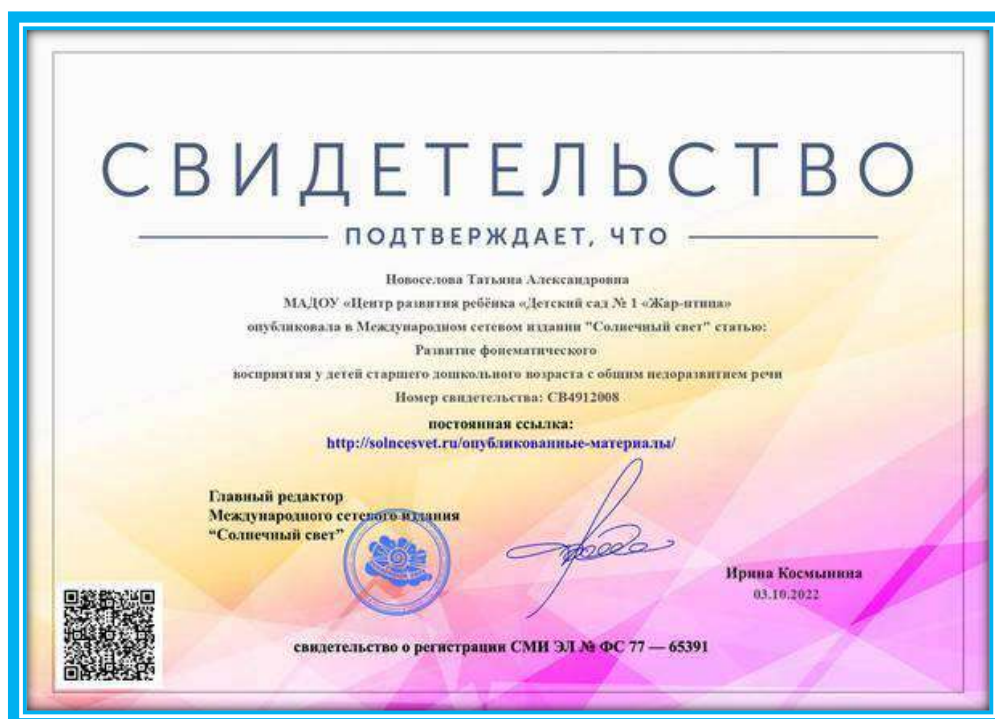 СВИДЕТЕЛЬСТВО
ПОДТВЕРЖДАЕТ, ЧТО
Новоселова Татьяна Александровна
МАДОУ «Центр развития ребёнка «Детский сад № 1 «Жар-птица»
опубликовала в Международном сетевом издании "Солнечный свет" статью:
Развитие фонематического
восприятия у детей старшего дошкольного возраста с общим недоразвитием речи
Номер свидетельства: СВ4912008
постоянная ссылка:
http://solncesvet.ru/опубликованные-материалы/
Главный редактор
Международного сетевого издания
“Солнечный свет”
Ирина Космынина
03.10.2022
свидетельство о регистрации СМИ ЭЛ № ФС 77 — 65391